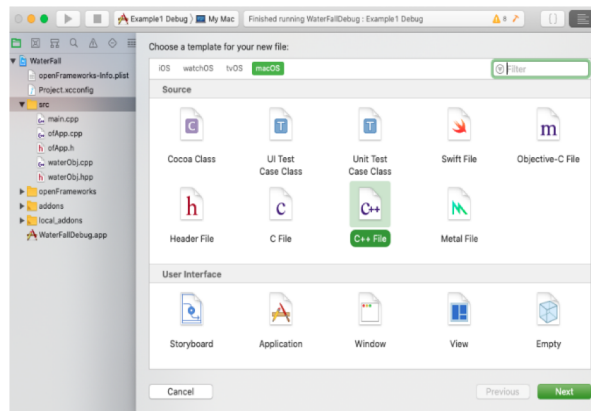 Example1 Debug 〉 My Mac
Finished running WaterFallDebug : Example1 Debug
6
WaterFall
openFrameworks-Info.plist
Project.xcconfig
src
main.cpp
ofApp.cpp
ofApp.h
waterObj.cpp
waterObj.hpp
openFrameworks
addons
local_addons
WaterFallDebug.app
Choose a template for your new file:
iOS watchOS tvOS macOS
Filter
Source
C T T m
Cocoa Class
UI Test
Case Class
Unit Test
Case Class
Swift File
Objective-C File
h C C++
Header File
C File
C++ File
Metal File
User Interface
Storyboard
Application
Window
View
Empty
Cancel
Previous
Next